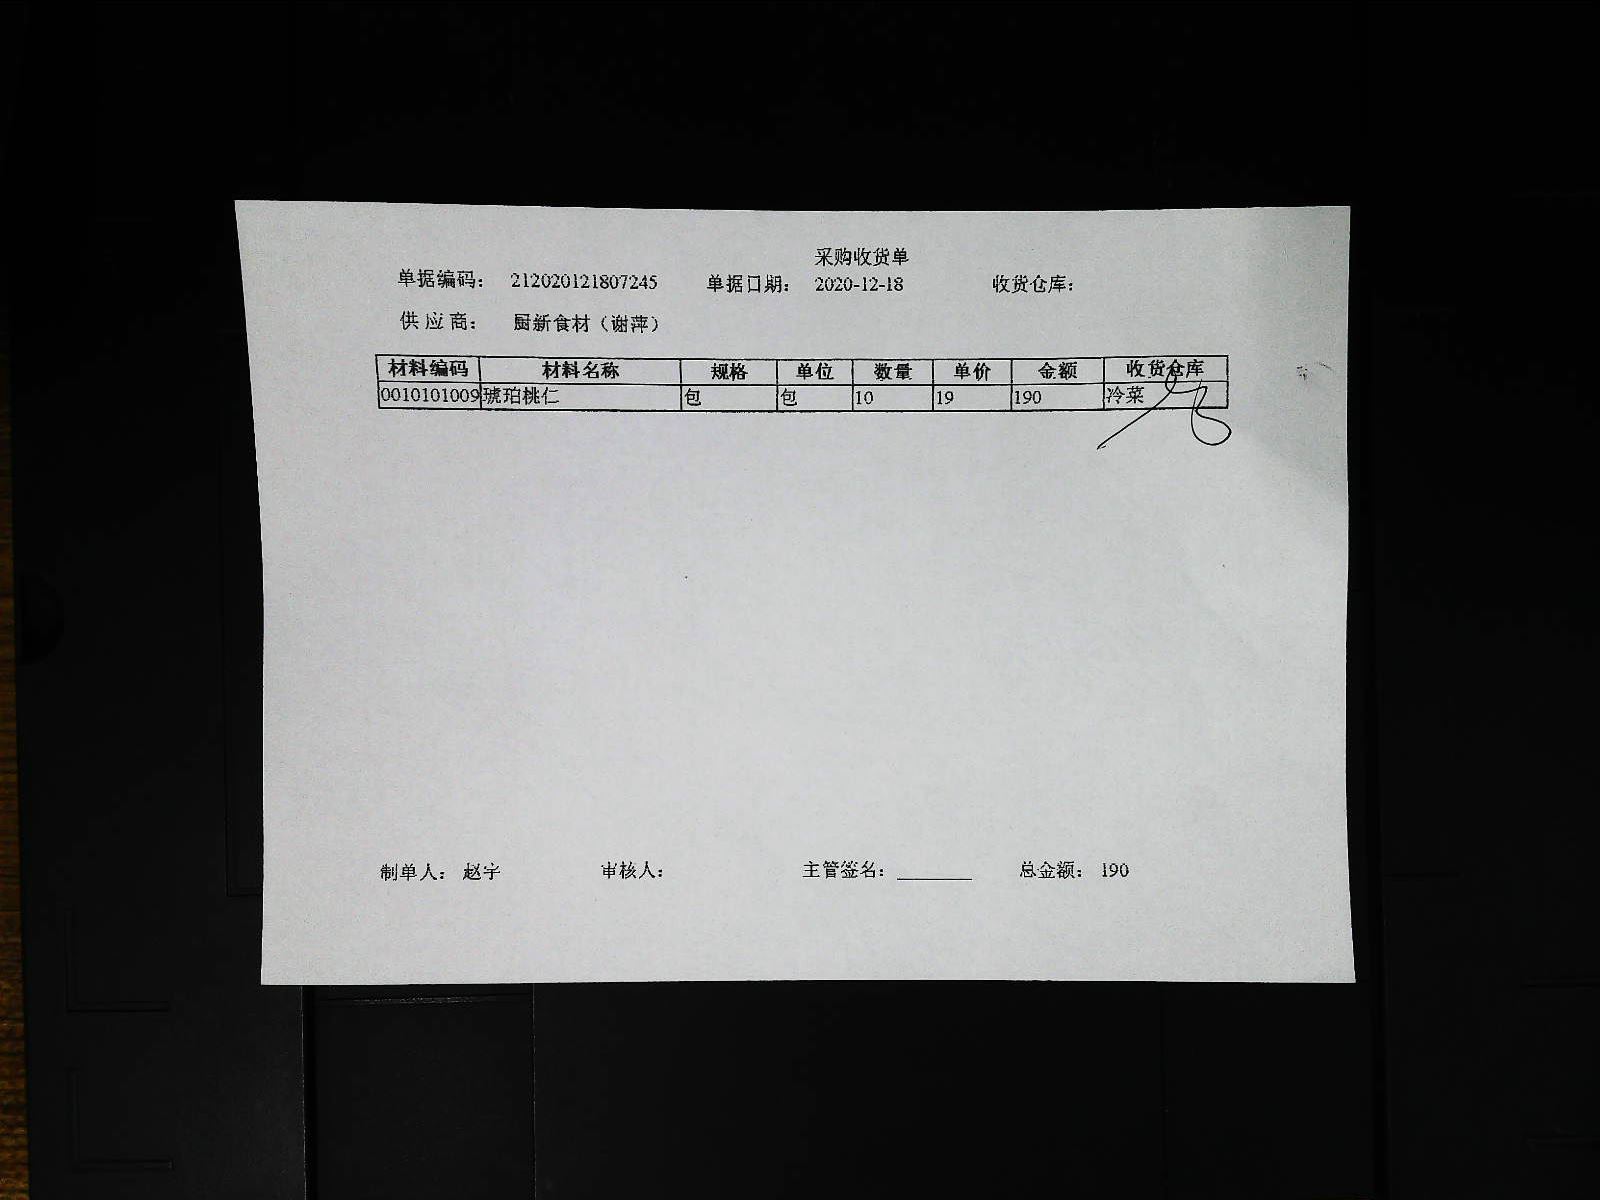 采购收货单
单据编码： 212020121807245 单据日期： 2020-12-18 收货仓库：
供应商： 厨新食材（谢萍）
材料编码 材料名称 规格 单位 数量 单价 金额 收货仓库
0010101009 琥珀桃仁 包 包 10 19 190 冷菜
制单人： 赵宇 审核人： 主管签名： 总金额： 190